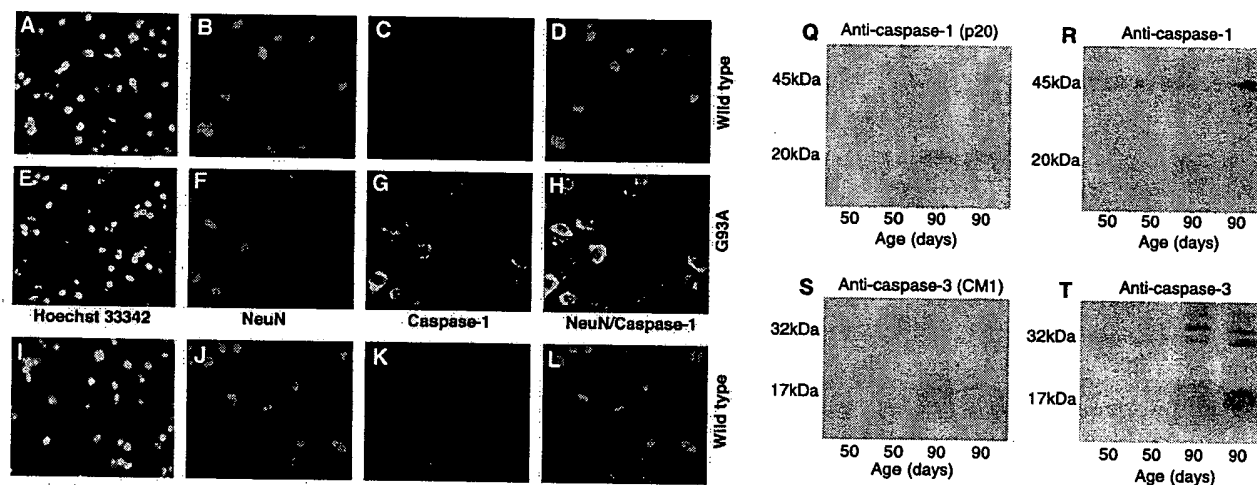 A B C D
Wild type
E F G H
G93A
Hoechst 33342 NeuN Caspase-1 NeuN/Caspase-1
I J K L
Wild type
Q Anti-caspase-1 (p20)
45kDa
20kDa
50 50 90 90
Age (days)
R Anti-caspase-1
45kDa
20kDa
50 50 90 90
Age (days)
S Anti-caspase-3 (CM1)
32kDa
17kDa
50 50 90 90
Age (days)
T Anti-caspase-3
32kDa
17kDa
50 50 90 90
Age (days)